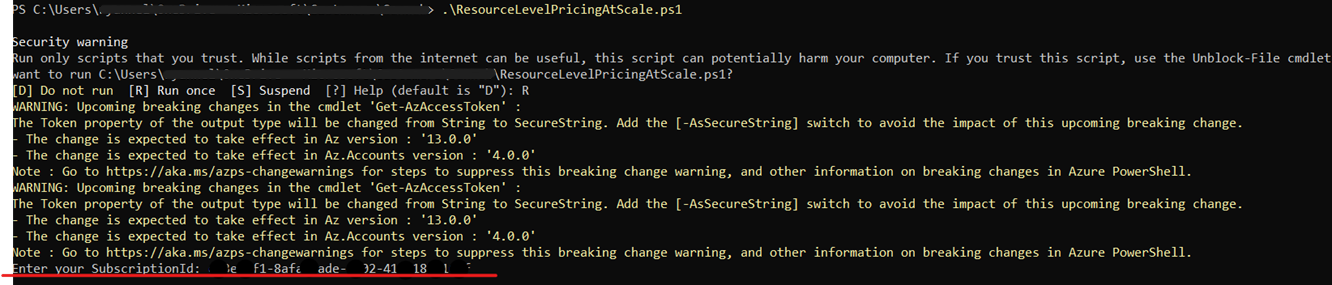 PS C:\Users\ > .\ResourceLevelPricingAtScale.ps1
Security warning
Run only scripts that you trust. While scripts from the internet can be useful, this script can potentially harm your computer. If you trust this script, use the Unblock-File cmdlet
want to run C:\Users\ \ResourceLevelPricingAtScale.ps1?
[D] Do not run  [R] Run once  [S] Suspend  [?] Help (default is "D"): R
WARNING: Upcoming breaking changes in the cmdlet 'Get-AzAccessToken' :
The Token property of the output type will be changed from String to SecureString. Add the [-AsSecureString] switch to avoid the impact of this upcoming breaking change.
- The change is expected to take effect in Az version : '13.0.0'
- The change is expected to take effect in Az.Accounts version : '4.0.0'
Note : Go to https://aka.ms/azps-changewarnings for steps to suppress this breaking change warning, and other information on breaking changes in Azure PowerShell.
WARNING: Upcoming breaking changes in the cmdlet 'Get-AzAccessToken' :
The Token property of the output type will be changed from String to SecureString. Add the [-AsSecureString] switch to avoid the impact of this upcoming breaking change.
- The change is expected to take effect in Az version : '13.0.0'
- The change is expected to take effect in Az.Accounts version : '4.0.0'
Note : Go to https://aka.ms/azps-changewarnings for steps to suppress this breaking change warning, and other information on breaking changes in Azure PowerShell.
Enter your SubscriptionId: